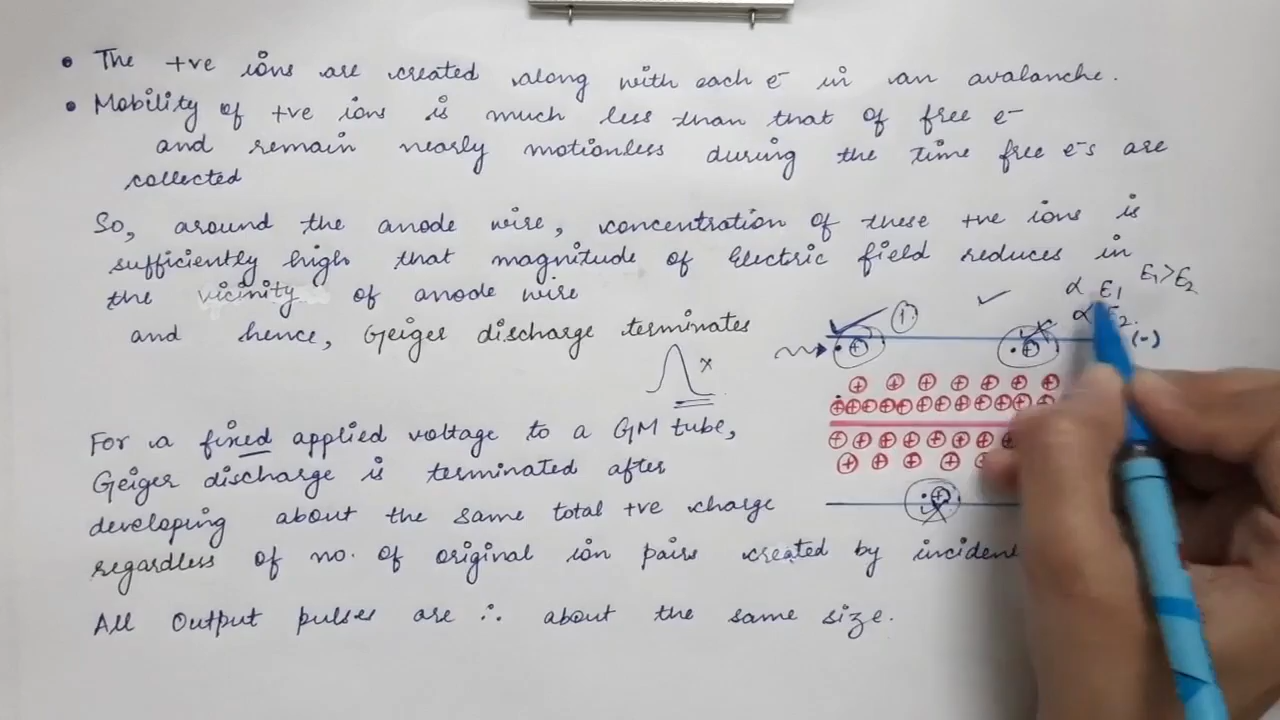 • The +ve ions are created along with each e⁻ in an avalanche.
• Mobility of +ve ions is much less than that of free e⁻
and remain nearly motionless during the time free e⁻s are
collected
So, around the anode wire, concentration of these +ve ions is
sufficiently high that magnitude of Electric field reduces in
the vicinity of anode wire
and hence, Geiger discharge terminates
α E₁ E₁>E₂
α 2.
①
(-)
x
For a fixed applied voltage to a GM tube,
Geiger discharge is terminated after
developing about the same total +ve charge
regardless of no. of original ion pairs created by incident
All Output pulses are ∴ about the same size.